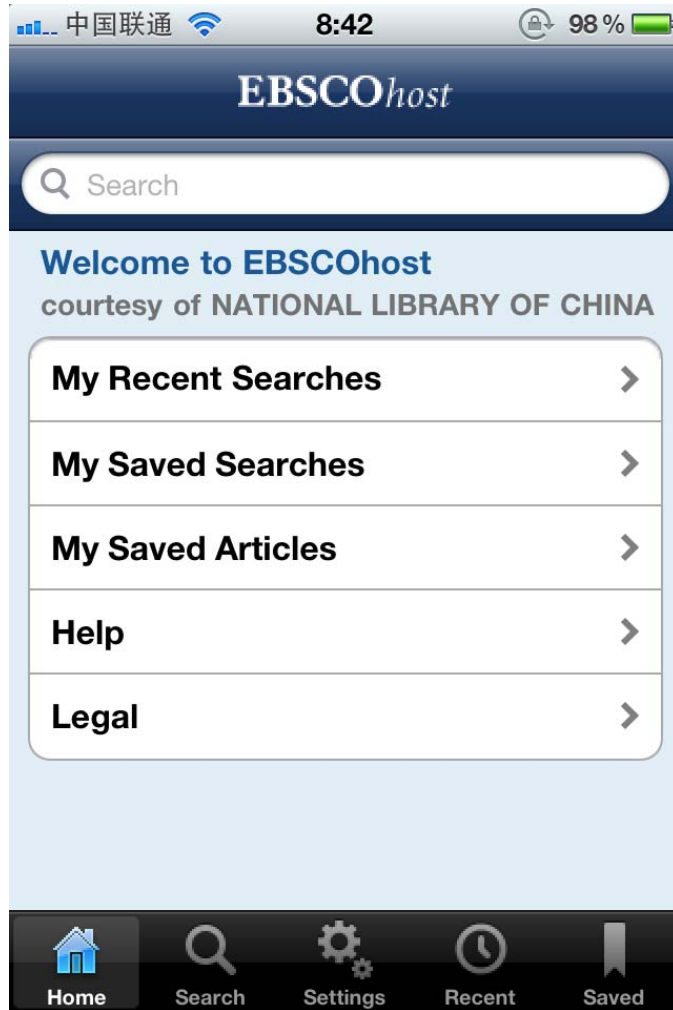 中国联通 8:42 98%
EBSCOhost
Search
Welcome to EBSCOhost
courtesy of NATIONAL LIBRARY OF CHINA
My Recent Searches
My Saved Searches
My Saved Articles
Help
Legal
Home Search Settings Recent Saved